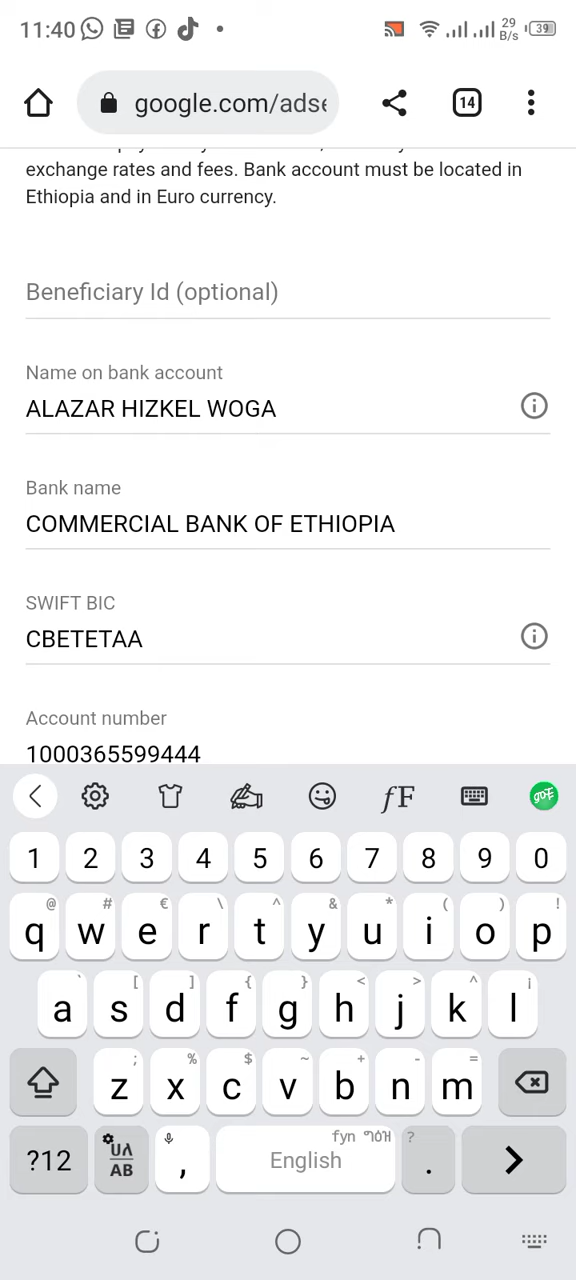 11:40
29
B/s
39
google.com/adse
14
exchange rates and fees. Bank account must be located in
Ethiopia and in Euro currency.
Beneficiary Id (optional)
Name on bank account
ALAZAR HIZKEL WOGA
Bank name
COMMERCIAL BANK OF ETHIOPIA
SWIFT BIC
CBETETAA
Account number
1000365599444
fF
1 2 3 4 5 6 7 8 9 0
@ # € \ ^ & * ( ) !
q w e r t y u i o p
` [ ] { } < > ^ ¡
a s d f g h j k l
; % $ ~ + - =
z x c v b n m
?12
AB
,
English
?
.